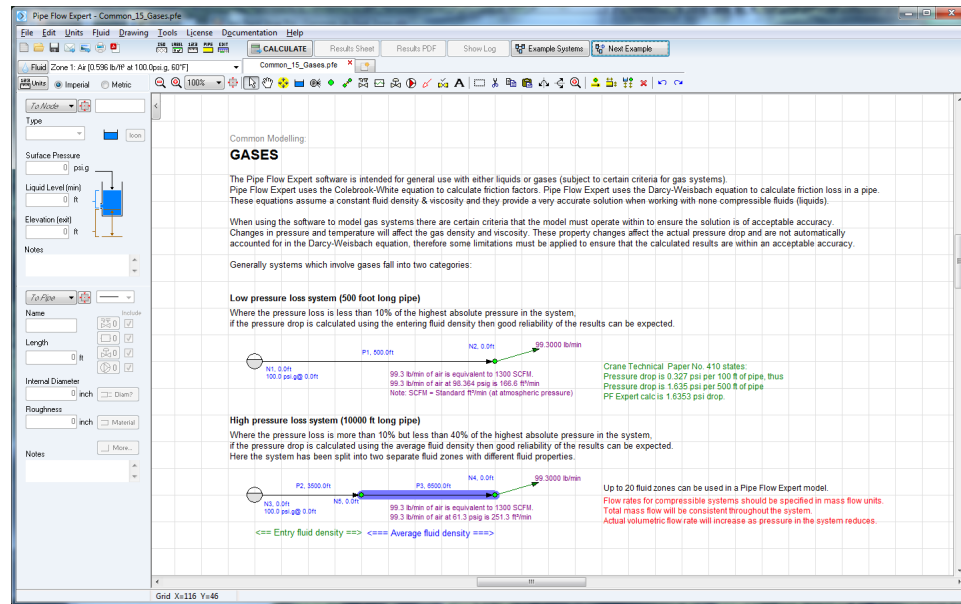 Pipe Flow Expert - Common_15_Gases.pfe
File Edit Units Fluid Drawing Tools License Documentation Help
CALCULATE Results Sheet Results PDF Show Log Example Systems Next Example
Fluid Zone 1: Air [0.596 lb/ft³ at 100.0psi.g, 60°F] Common_15_Gases.pfe
Units Imperial Metric 100%
To Node
Type
Icon
Surface Pressure
0 psi.g
Liquid Level (min)
0 ft
Elevation (exit)
0 ft
Notes
To Pipe
Name Include
0
Length 0
0 ft 0
0
Internal Diameter
0 inch Diam?
Roughness
0 inch Material
Notes More..
Common Modelling:
GASES
The Pipe Flow Expert software is intended for general use with either liquids or gases (subject to certain criteria for gas systems).
Pipe Flow Expert uses the Colebrook-White equation to calculate friction factors. Pipe Flow Expert uses the Darcy-Weisbach equation to calculate friction loss in a pipe.
These equations assume a constant fluid density & viscosity and they provide a very accurate solution when working with none compressible fluids (liquids).
When using the software to model gas systems there are certain criteria that the model must operate within to ensure the solution is of acceptable accuracy.
Changes in pressure and temperature will affect the gas density and viscosity. These property changes affect the actual pressure drop and are not automatically
accounted for in the Darcy-Weisbach equation, therefore some limitations must be applied to ensure that the calculated results are within an acceptable accuracy.
Generally systems which involve gases fall into two categories:
Low pressure loss system (500 foot long pipe)
Where the pressure loss is less than 10% of the highest absolute pressure in the system,
if the pressure drop is calculated using the entering fluid density then good reliability of the results can be expected.
P1, 500.0ft N2, 0.0ft 99.3000 lb/min
N1, 0.0ft
100.0 psi.g@ 0.0ft
99.3 lb/min of air is equivalent to 1300 SCFM.
99.3 lb/min of air at 98.364 psig is 166.6 ft³/min
Note: SCFM = Standard ft³/min (at atmospheric pressure)
Crane Technical Paper No. 410 states:
Pressure drop is 0.327 psi per 100 ft of pipe, thus
Pressure drop is 1.635 psi per 500 ft of pipe
PF Expert calc is 1.6353 psi drop.
High pressure loss system (10000 ft long pipe)
Where the pressure loss is more than 10% but less than 40% of the highest absolute pressure in the system,
if the pressure drop is calculated using the average fluid density then good reliability of the results can be expected.
Here the system has been split into two separate fluid zones with different fluid properties.
P2, 3500.0ft P3, 6500.0ft N4, 0.0ft 99.3000 lb/min
N3, 0.0ft N5, 0.0ft
100.0 psi.g@ 0.0ft
99.3 lb/min of air is equivalent to 1300 SCFM.
99.3 lb/min of air at 61.3 psig is 251.3 ft³/min
Up to 20 fluid zones can be used in a Pipe Flow Expert model.
Flow rates for compressible systems should be specified in mass flow units.
Total mass flow will be consistent throughout the system.
Actual volumetric flow rate will increase as pressure in the system reduces.
<== Entry fluid density ==> <=== Average fluid density ===>
Grid X=116 Y=46